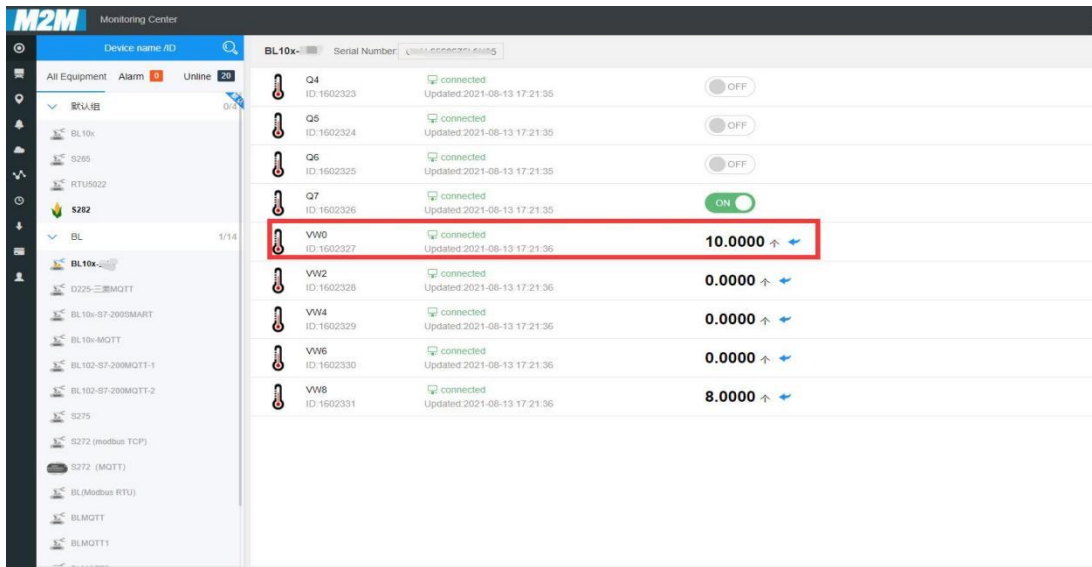 M2M Monitoring Center
Device name /ID
BL10x- Serial Number:
All Equipment Alarm 0 Unline 20
默认组 0/4
BL10x
S265
RTU5022
S282
BL 1/14
BL10x-
D225-三菱MQTT
BL10x-S7-200SMART
BL10x-MQTT
BL102-S7-200MQTT-1
BL102-S7-200MQTT-2
S275
S272 (modbus TCP)
S272 (MQTT)
BL(Modbus RTU)
BLMQTT
BLMQTT1
Q4 connected OFF
ID:1602323 Updated:2021-08-13 17:21:35
Q5 connected OFF
ID:1602324 Updated:2021-08-13 17:21:35
Q6 connected OFF
ID:1602325 Updated:2021-08-13 17:21:35
Q7 connected ON
ID:1602326 Updated:2021-08-13 17:21:35
VW0 connected 10.0000 个
ID:1602327 Updated:2021-08-13 17:21:36
VW2 connected 0.0000 个
ID:1602328 Updated:2021-08-13 17:21:36
VW4 connected 0.0000 个
ID:1602329 Updated:2021-08-13 17:21:36
VW6 connected 0.0000 个
ID:1602330 Updated:2021-08-13 17:21:36
VW8 connected 8.0000 个
ID:1602331 Updated:2021-08-13 17:21:36